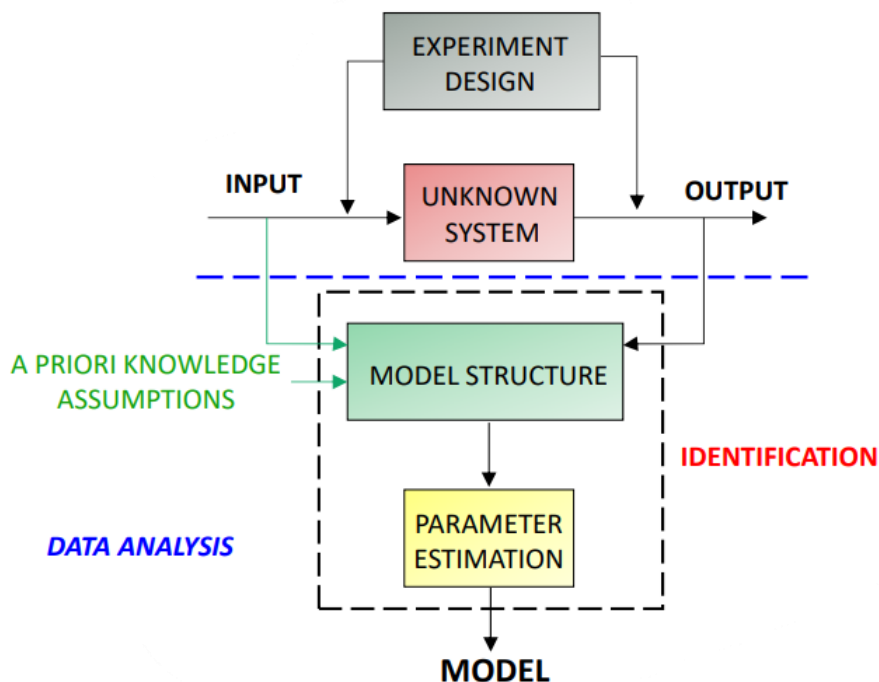 EXPERIMENT
DESIGN
INPUT
UNKNOWN
SYSTEM
OUTPUT
A PRIORI KNOWLEDGE
ASSUMPTIONS
MODEL STRUCTURE
IDENTIFICATION
PARAMETER
ESTIMATION
DATA ANALYSIS
MODEL